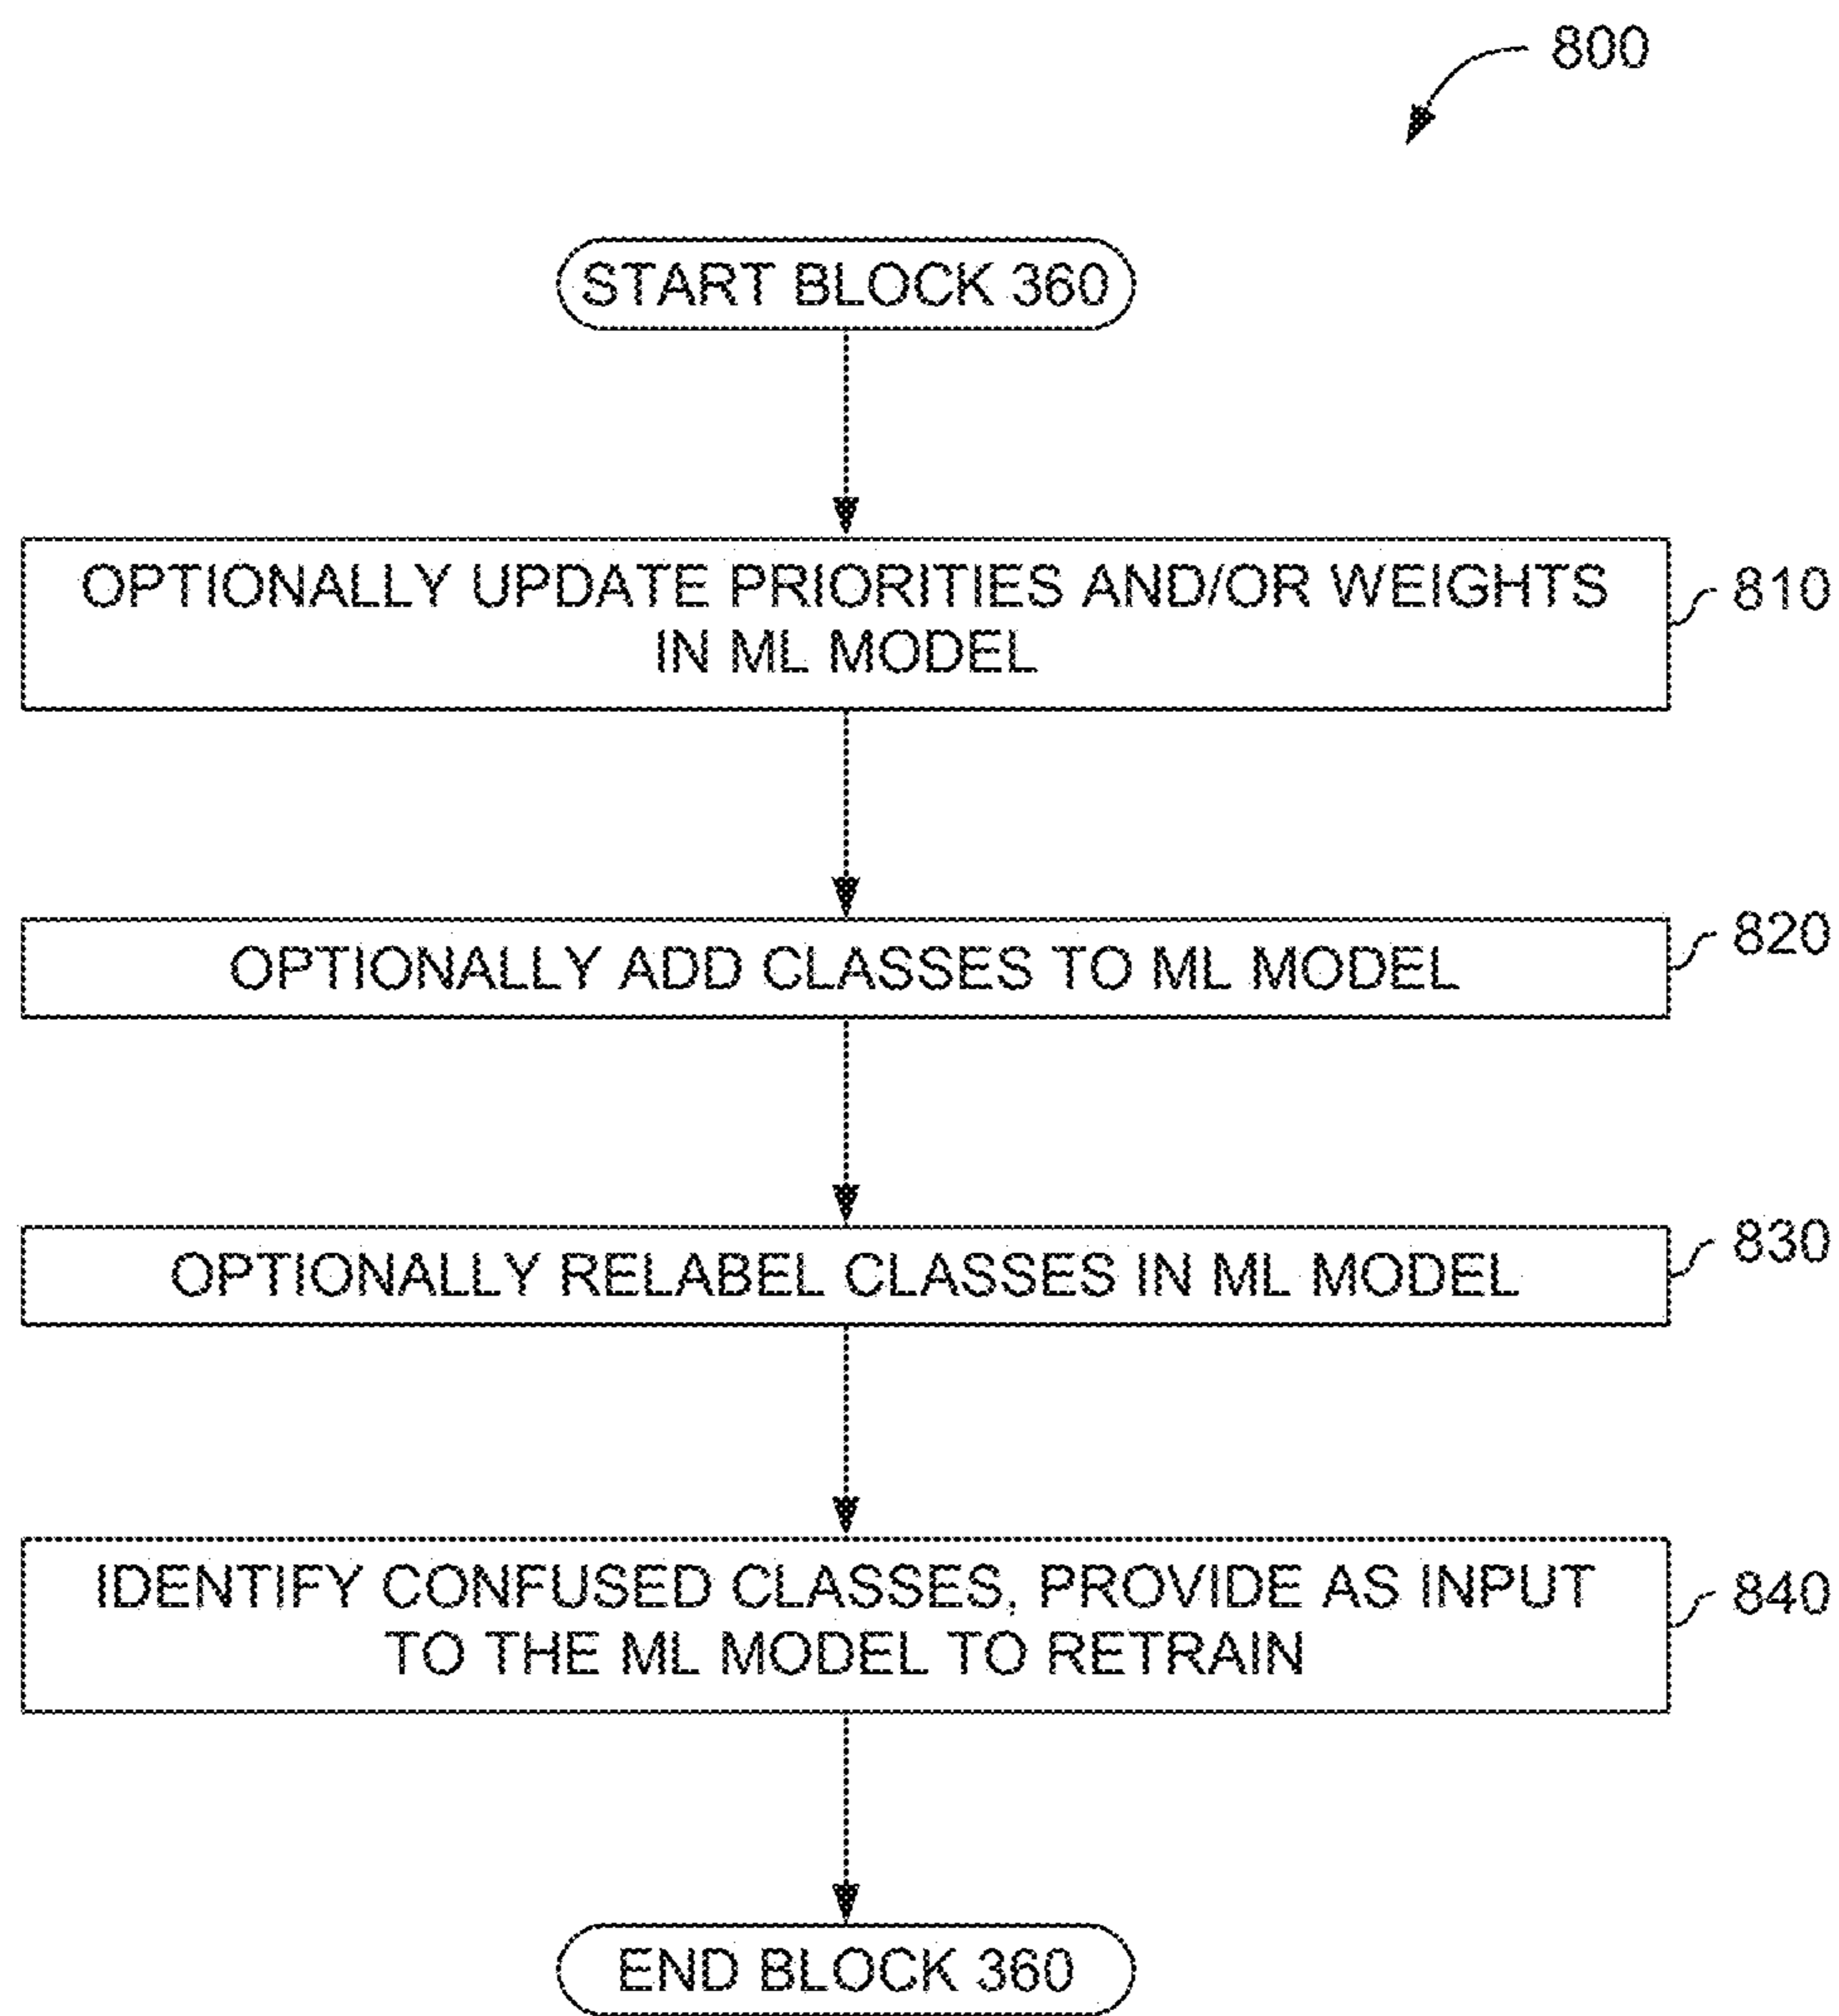 800
START BLOCK 360
OPTIONALLY UPDATE PRIORITIES AND/OR WEIGHTS
IN ML MODEL
810
OPTIONALLY ADD CLASSES TO ML MODEL
820
OPTIONALLY RELABEL CLASSES IN ML MODEL
830
IDENTIFY CONFUSED CLASSES, PROVIDE AS INPUT
TO THE ML MODEL TO RETRAIN
840
END BLOCK 360